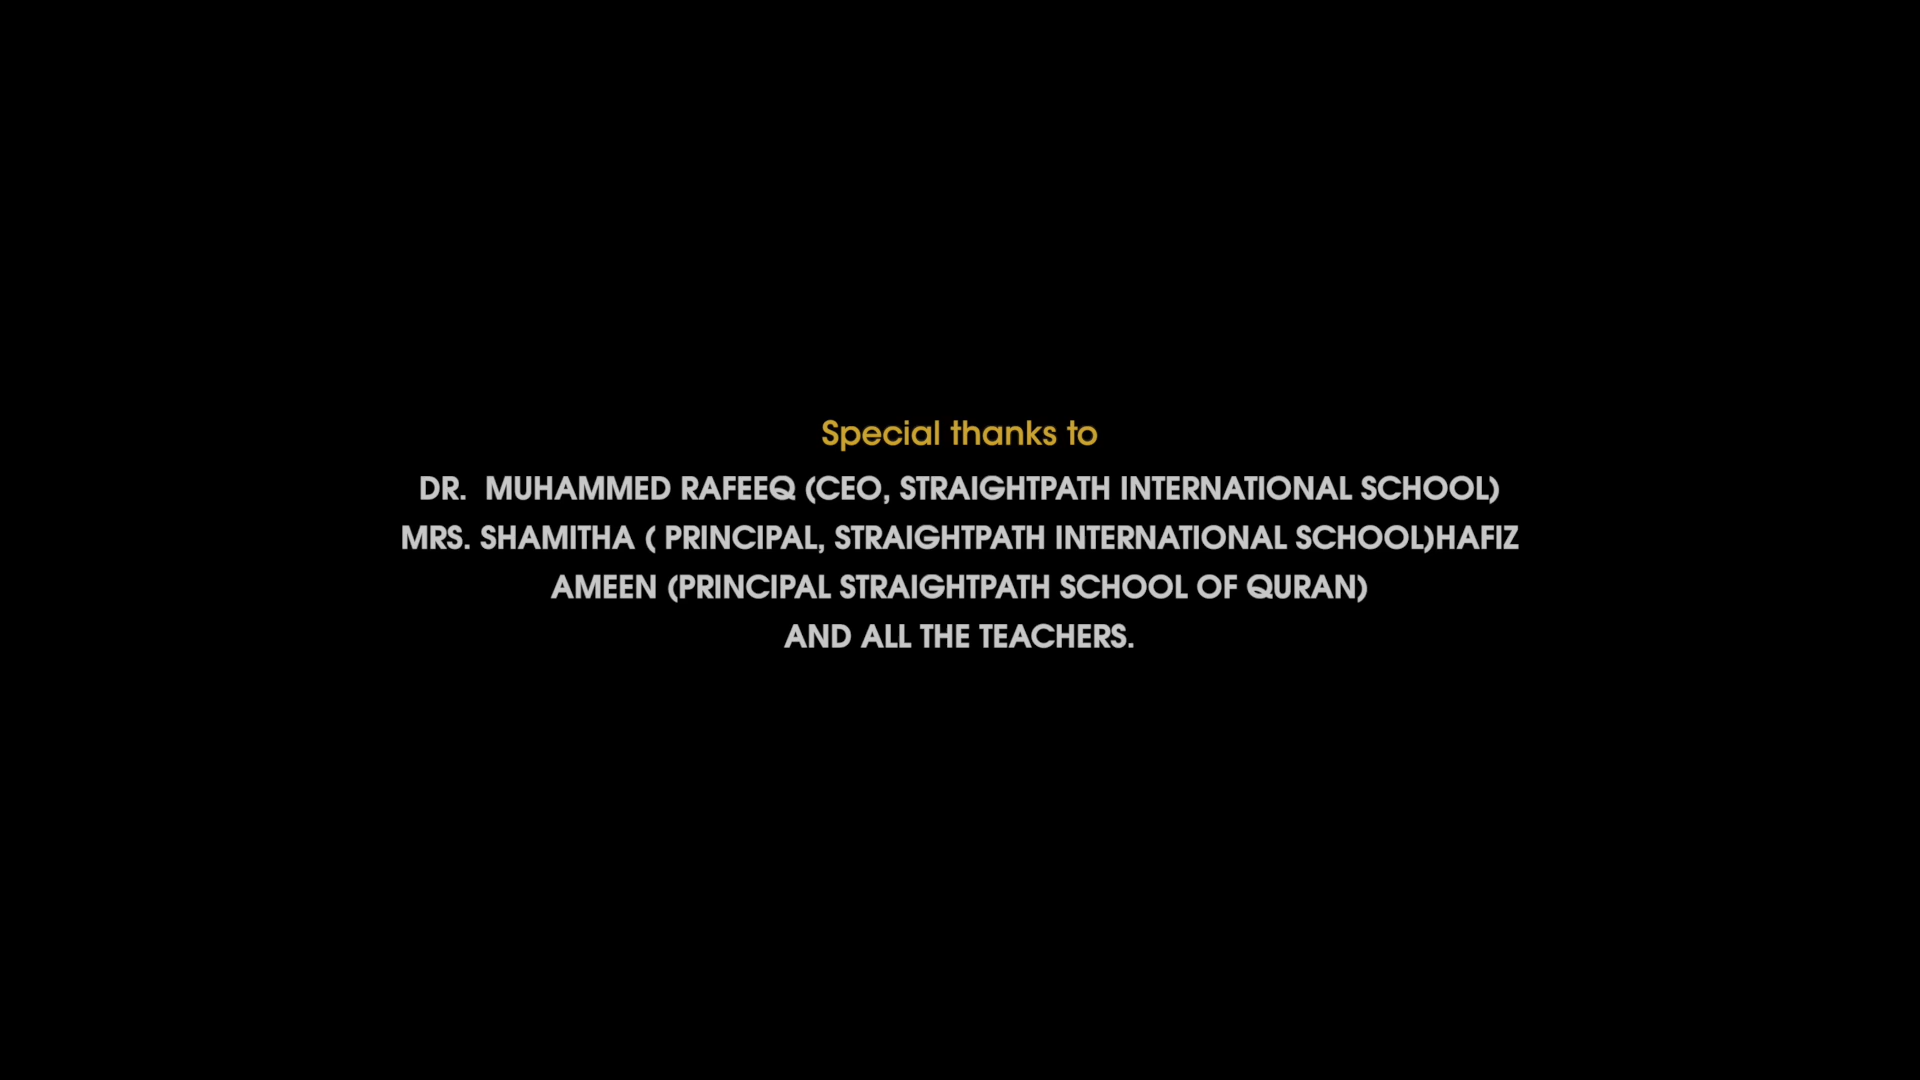 Special thanks to
DR.  MUHAMMED RAFEEQ (CEO, STRAIGHTPATH INTERNATIONAL SCHOOL)
MRS. SHAMITHA ( PRINCIPAL, STRAIGHTPATH INTERNATIONAL SCHOOL)HAFIZ
AMEEN (PRINCIPAL STRAIGHTPATH SCHOOL OF QURAN)
AND ALL THE TEACHERS.